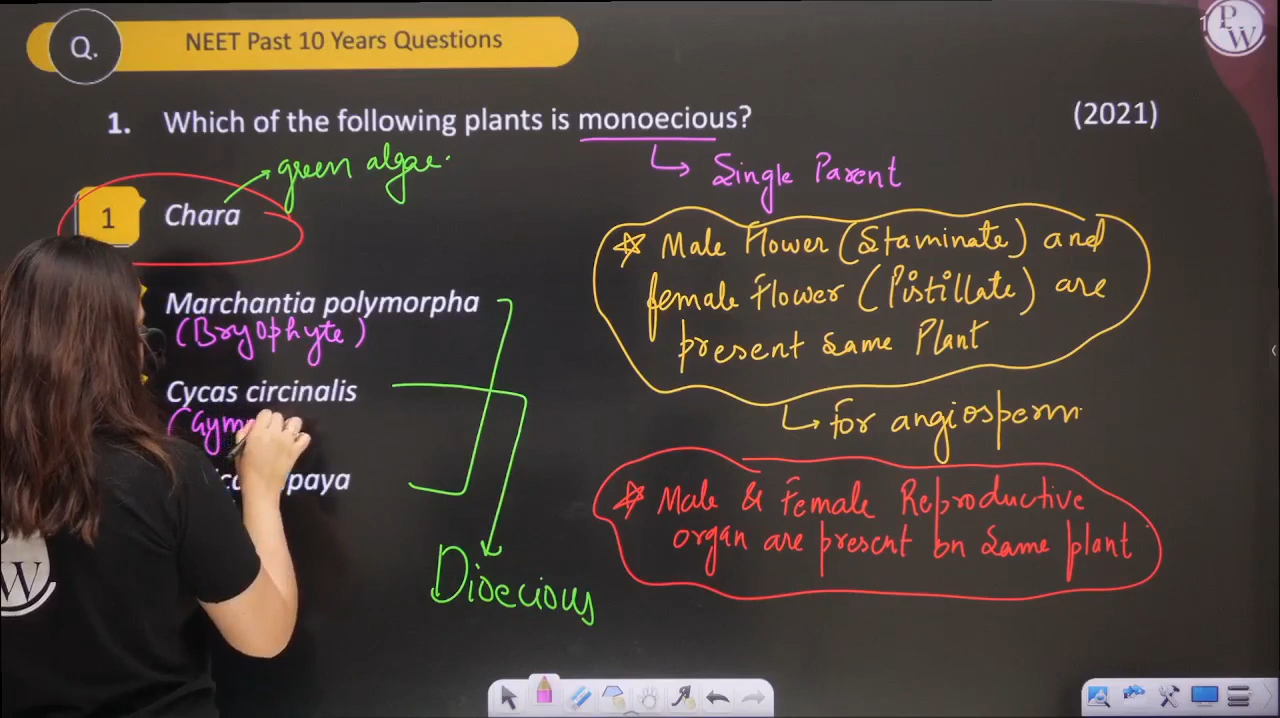 Q.
NEET Past 10 Years Questions
PW
1. Which of the following plants is monoecious? (2021)
green algae.
Single Parent
1 Chara
Male Flower (Staminate) and
female Flower (Pistillate) are
present Same Plant
Marchantia polymorpha
(Bryophyte)
Cycas circinalis
(Gym
For angiosperm
paya
Male & Female Reproductive
organ are present on Same plant
Dioecious
W